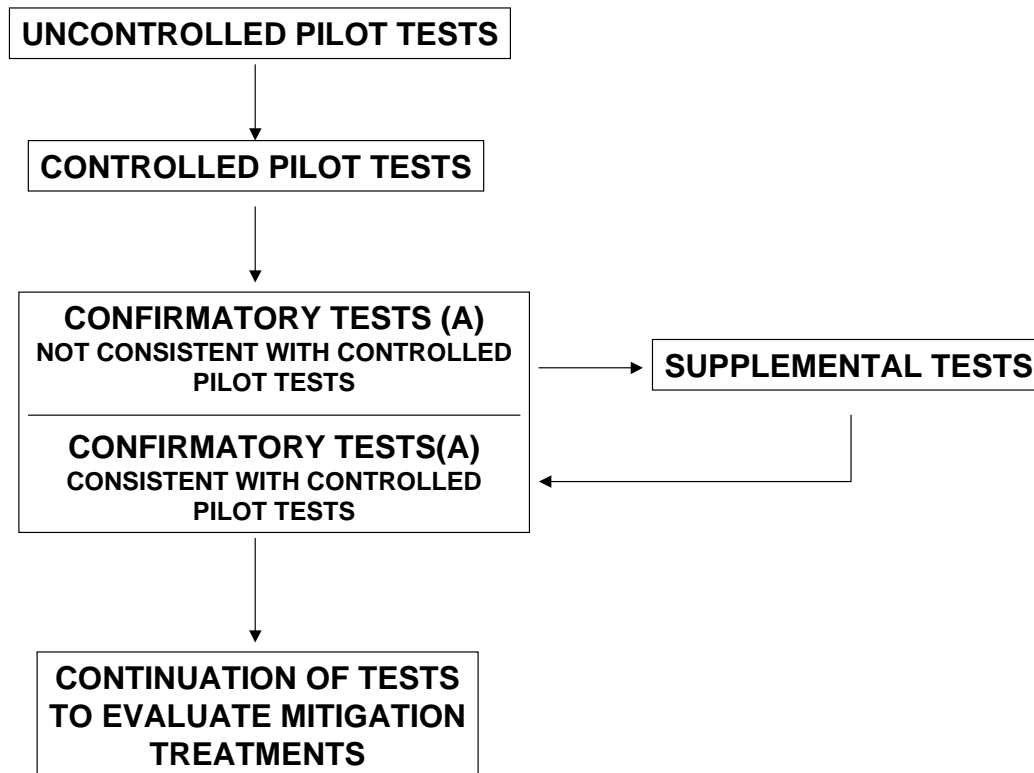 UNCONTROLLED PILOT TESTS
CONTROLLED PILOT TESTS
CONFIRMATORY TESTS (A)
NOT CONSISTENT WITH CONTROLLED
PILOT TESTS
SUPPLEMENTAL TESTS
CONFIRMATORY TESTS(A)
CONSISTENT WITH CONTROLLED
PILOT TESTS
CONTINUATION OF TESTS
TO EVALUATE MITIGATION
TREATMENTS